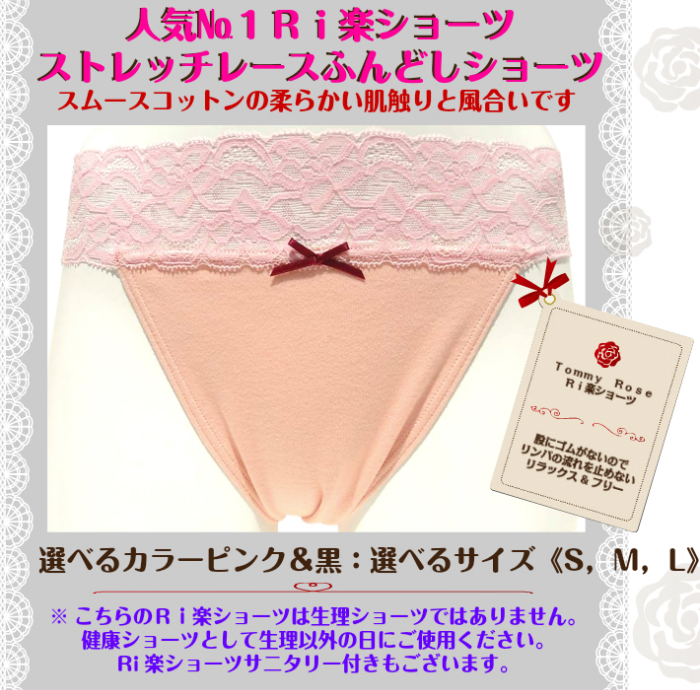 人気№１Ｒｉ楽ショーツ
ストレッチレースふんどしショーツ
スムースコットンの柔らかい肌触りと風合いです
Ｔｏｍｍｙ　Ｒｏｓｅ
Ｒｉ楽ショーツ
股にゴムがないので
リンパの流れを止めない
リラックス＆フリー
選べるカラーピンク＆黒：選べるサイズ《S，M，L》
※こちらのＲｉ楽ショーツは生理ショーツではありません。
健康ショーツとして生理以外の日にご使用ください。
Ri楽ショーツサニタリー付きもございます。